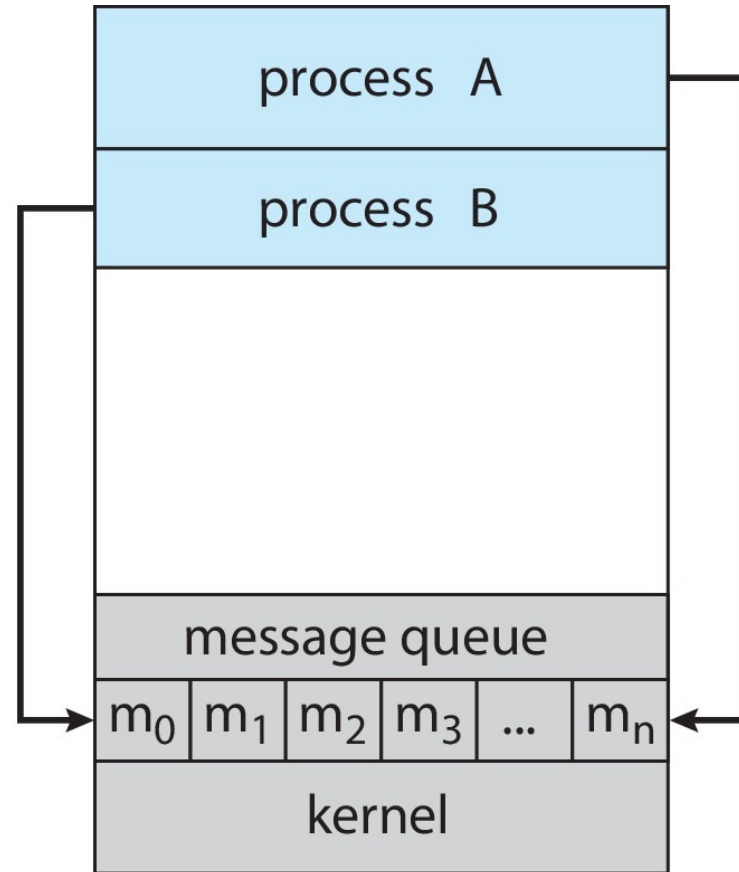 process A
process B
message queue
m0 m1 m2 m3 ... mn
kernel